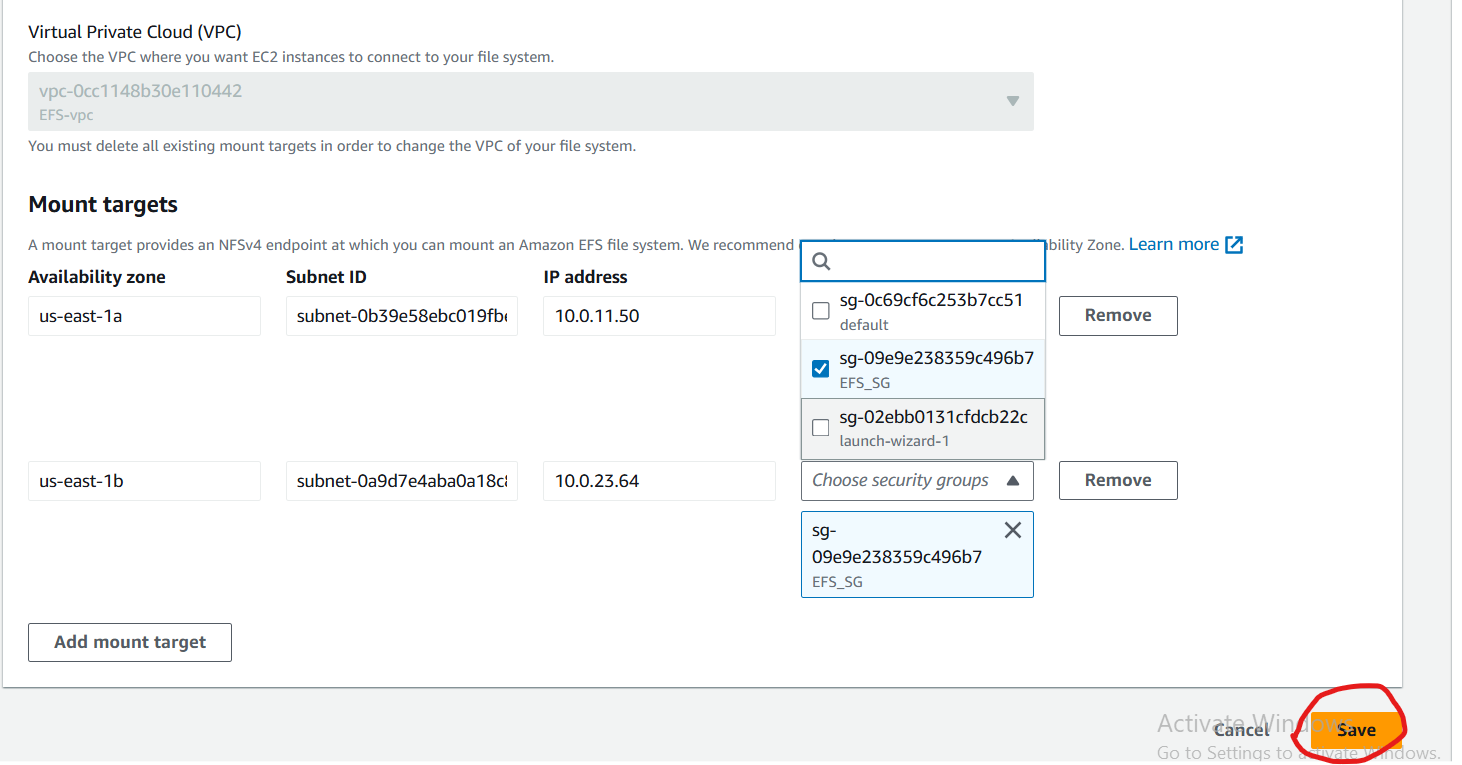 Virtual Private Cloud (VPC)
Choose the VPC where you want EC2 instances to connect to your file system.
vpc-0cc1148b30e110442
EFS-vpc
You must delete all existing mount targets in order to change the VPC of your file system.
Mount targets
A mount target provides an NFSv4 endpoint at which you can mount an Amazon EFS file system. We recommend Zone. Learn more
Availability zone
Subnet ID
IP address
us-east-1a
subnet-0b39e58ebc019fb
10.0.11.50
sg-0c69cf6c253b7cc51
default
sg-09e9e238359c496b7
EFS_SG
sg-02ebb0131cfdcb22c
launch-wizard-1
Remove
us-east-1b
subnet-0a9d7e4aba0a18c
10.0.23.64
Choose security groups
Remove
sg-
09e9e238359c496b7
EFS_SG
Add mount target
Activate Windows
Go to Settings to activate Windows.
Cancel
Save